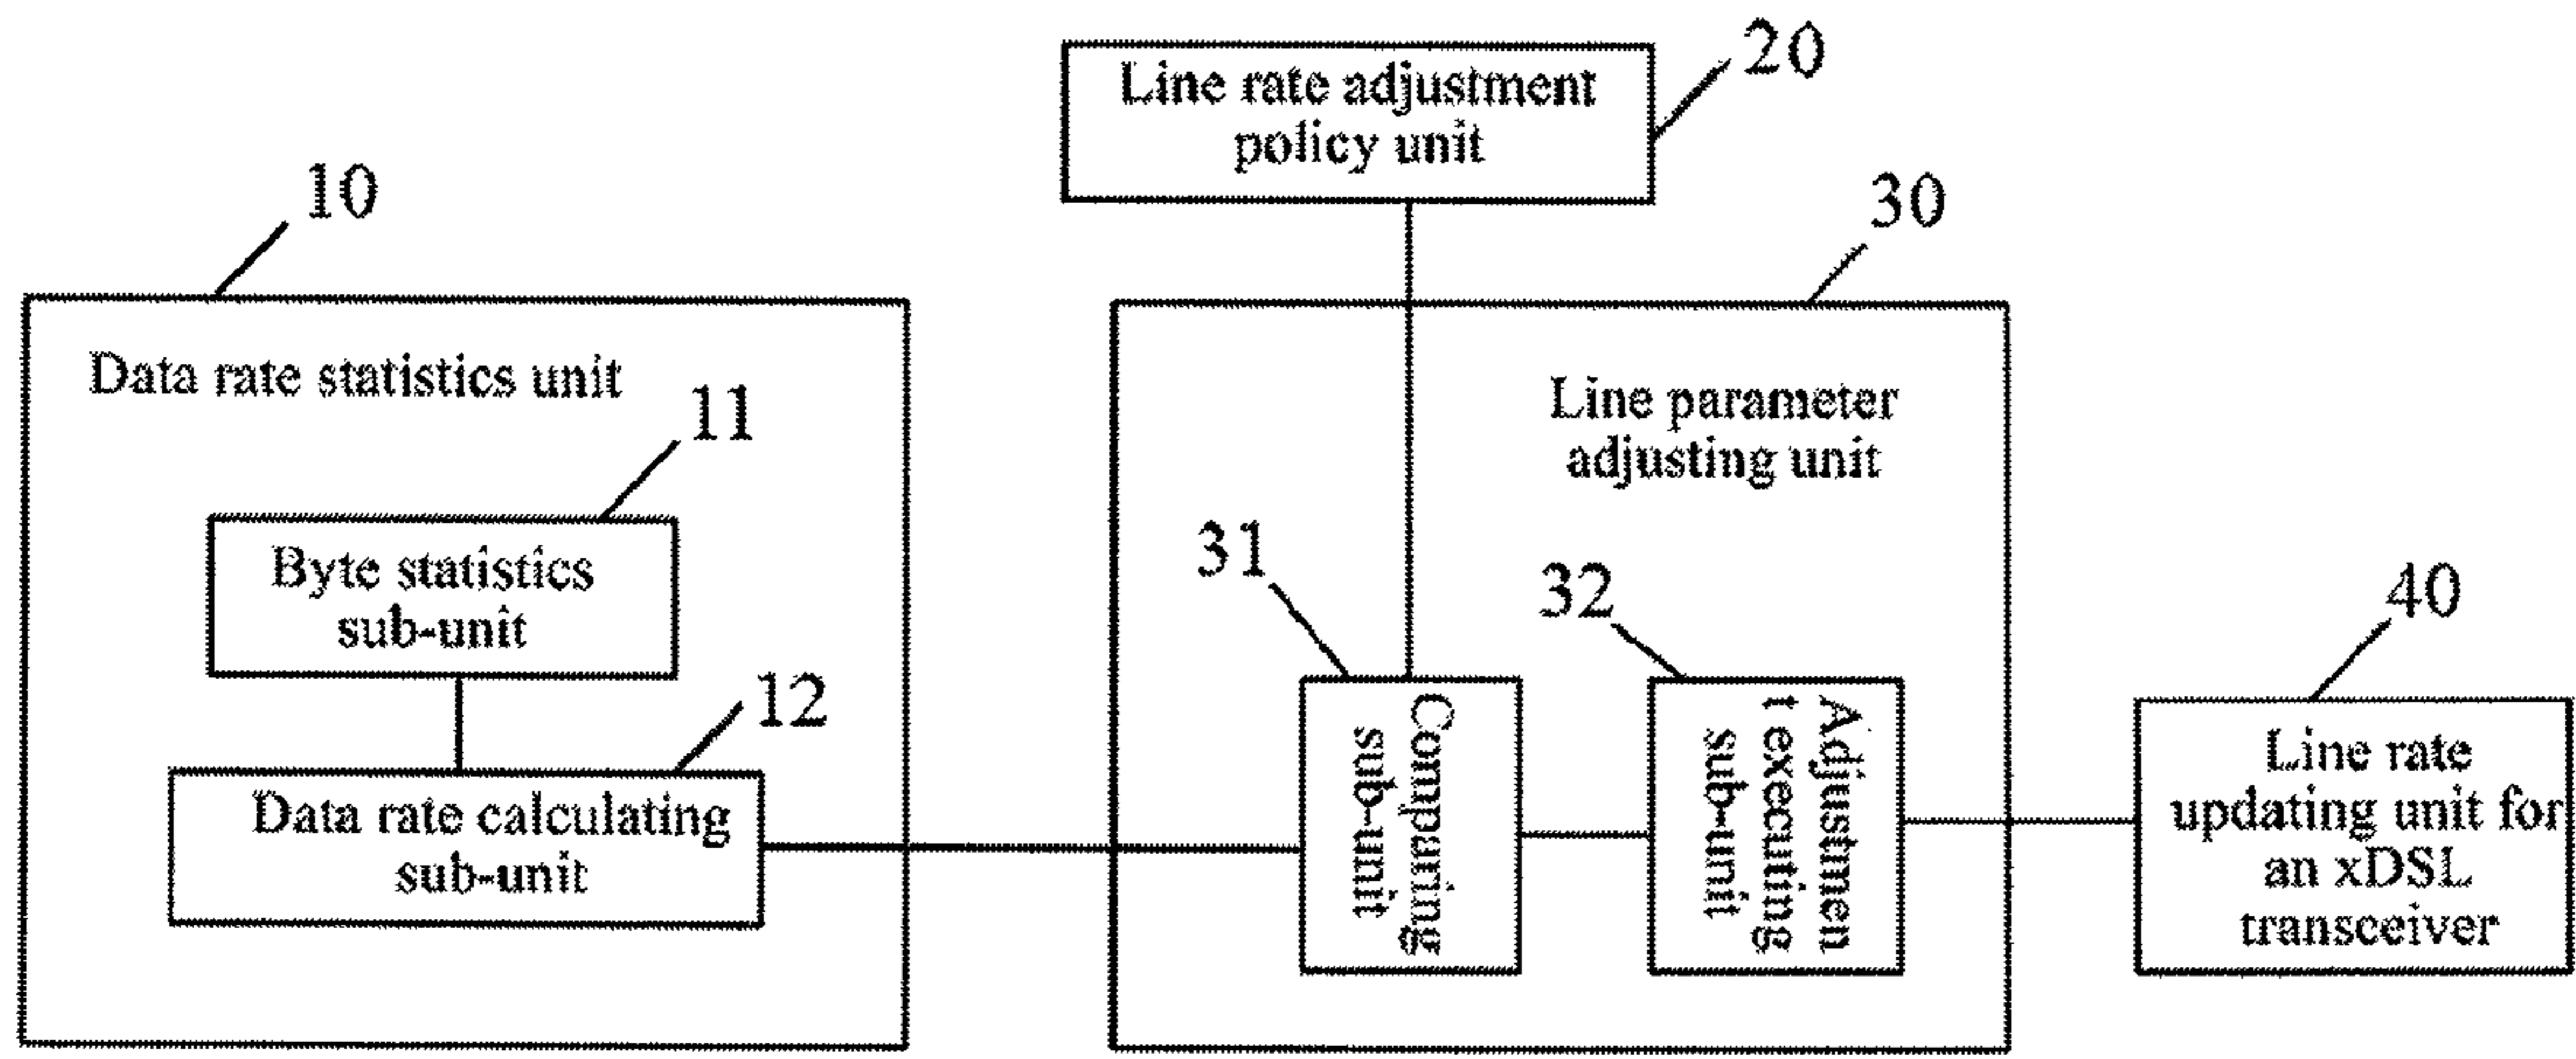 20
Line rate adjustment
policy unit
10
30
Data rate statistics unit
Line parameter
adjusting unit
11
Byte statistics
sub-unit
12
Data rate calculating
sub-unit
31
Comparing
sub-unit
32
Adjustmen
t executing
sub-unit
40
Line rate
updating unit for
an xDSL
transceiver